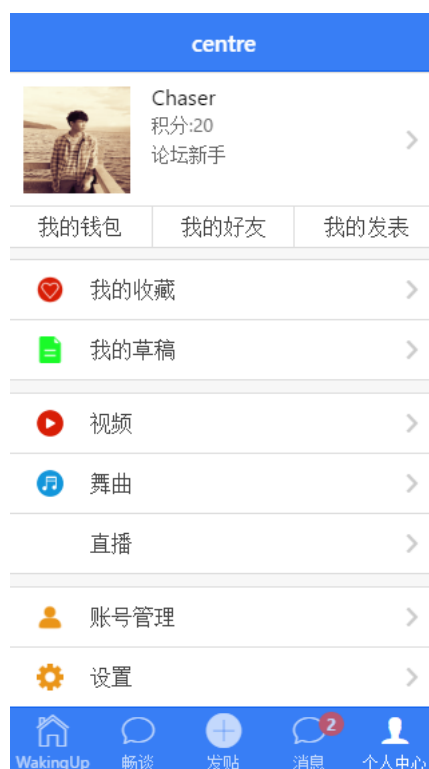 centre
Chaser
积分:20
论坛新手
我的钱包 我的好友 我的发表
我的收藏
我的草稿
视频
舞曲
直播
账号管理
设置
2
WakingUp 畅谈 发贴 消息 个人中心